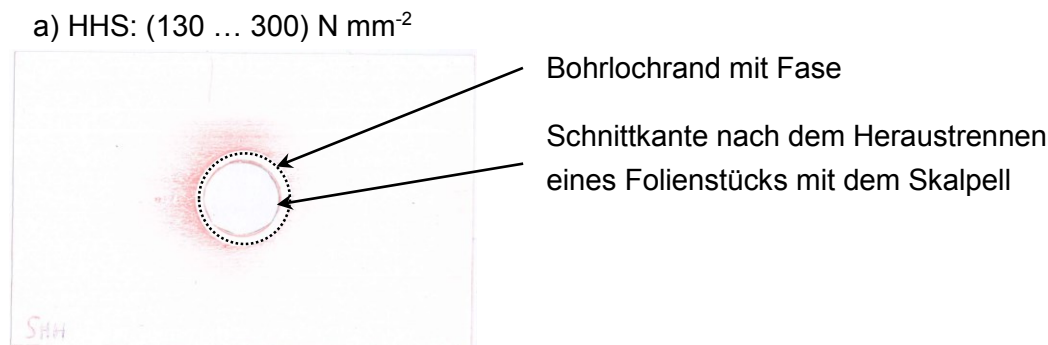 a) HHS: (130 … 300) N mm⁻²
Bohrlochrand mit Fase
Schnittkante nach dem Heraustrennen
eines Folienstücks mit dem Skalpell
SHH